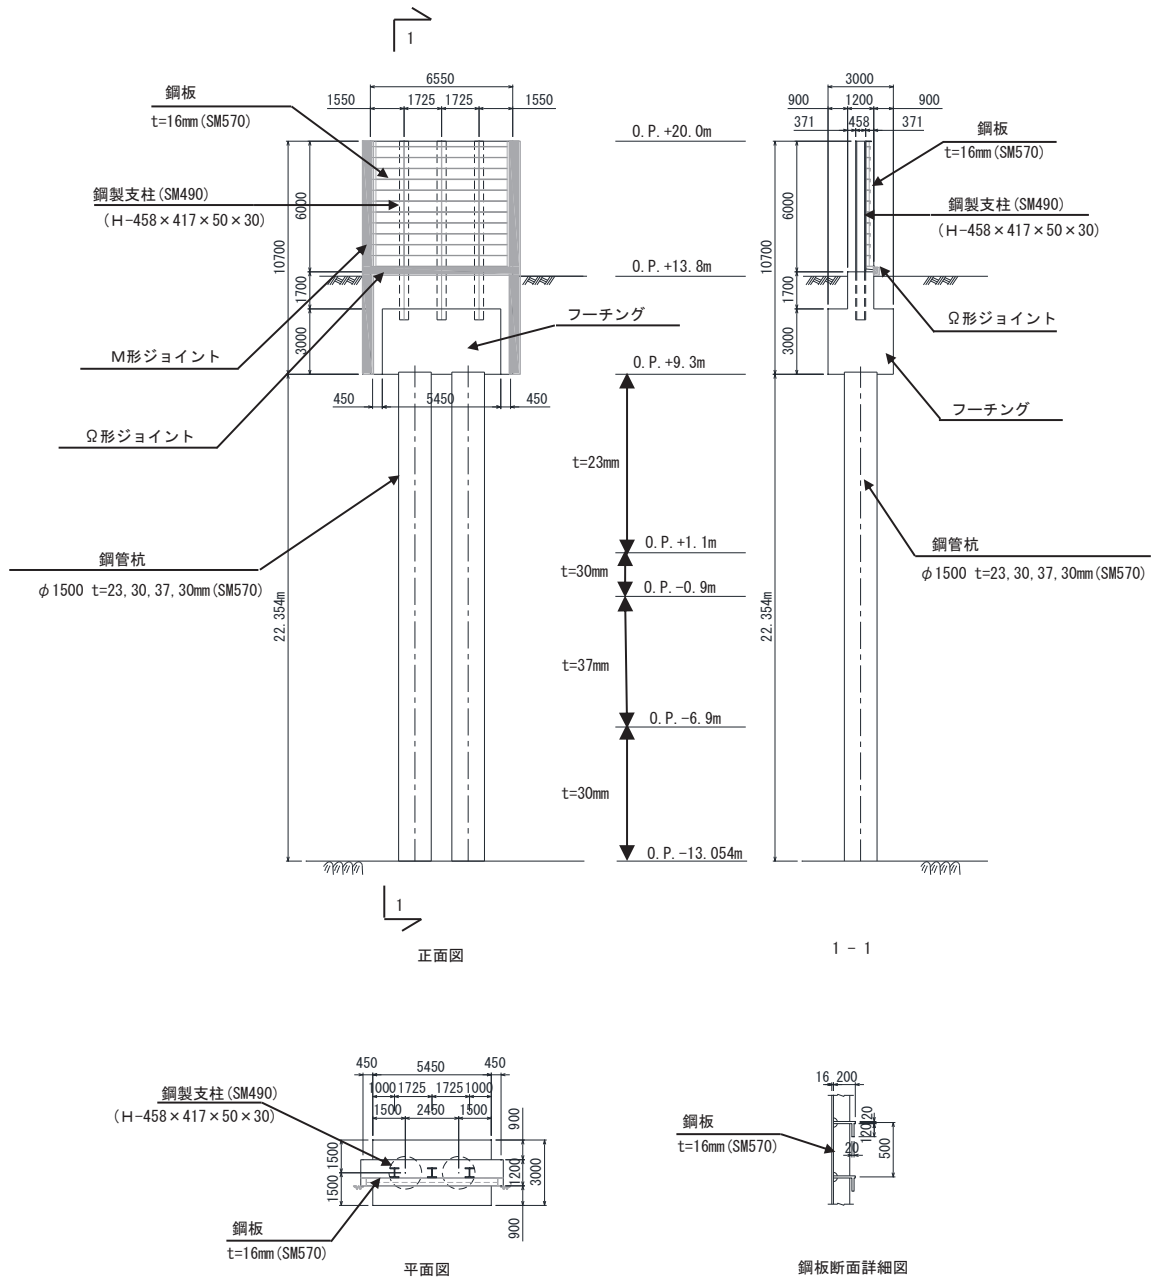 1
6550
1550
1725
1725
1550
鋼板
t=16mm(SM570)
鋼製支柱(SM490)
(H-458×417×50×30)
6000
10700
1700
3000
M形ジョイント
Ω形ジョイント
フーチング
450
5450
450
鋼管杭
φ1500 t=23,30,37,30mm(SM570)
22.354m
1
正面図
O.P.+20.0m
O.P.+13.8m
O.P.+9.3m
t=23mm
O.P.+1.1m
t=30mm
O.P.-0.9m
t=37mm
O.P.-6.9m
t=30mm
O.P.-13.054m
3000
900
1200
900
371
458
371
鋼板
t=16mm(SM570)
鋼製支柱(SM490)
(H-458×417×50×30)
6000
10700
1700
3000
Ω形ジョイント
フーチング
鋼管杭
φ1500 t=23,30,37,30mm(SM570)
22.354m
1 - 1
450
5450
450
1000
1725
1725
1000
1500
2450
1500
鋼製支柱(SM490)
(H-458×417×50×30)
900
1500
1500
1200
3000
900
鋼板
t=16mm(SM570)
平面図
16
200
鋼板
t=16mm(SM570)
20
120
20
500
鋼板断面詳細図